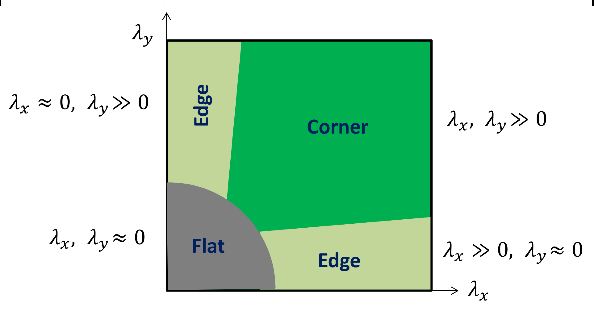 λy
λx ≈ 0, λy ≫ 0
Edge
Corner
λx, λy ≫ 0
λx, λy ≈ 0
Flat
Edge
λx ≫ 0, λy ≈ 0
λx